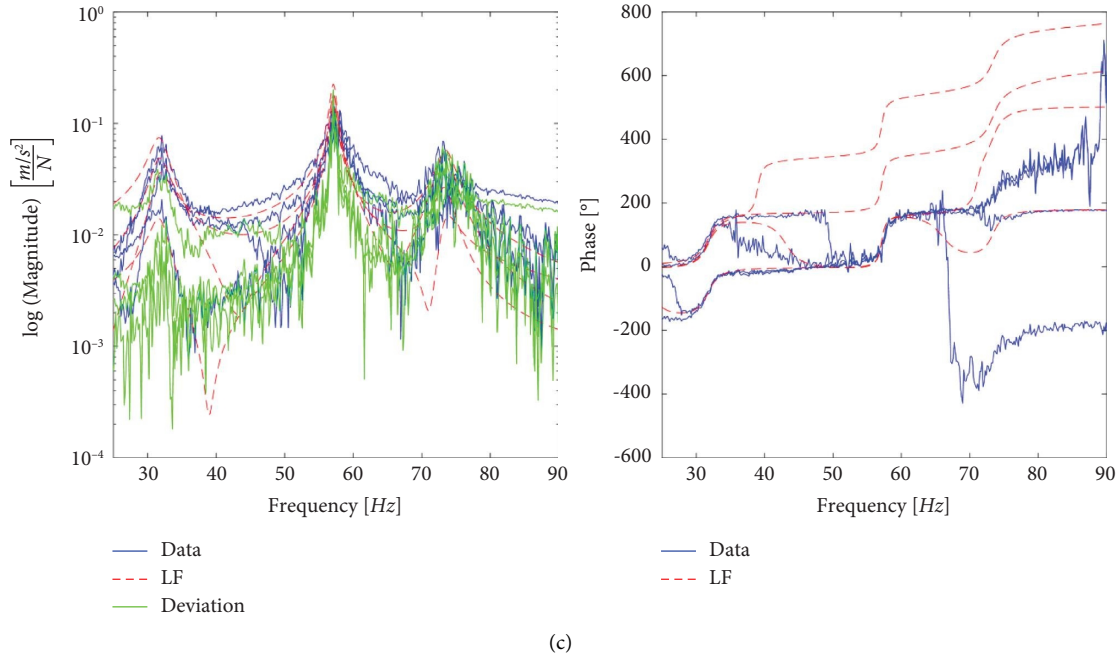 10⁰
10⁻¹
10⁻²
10⁻³
10⁻⁴
log (Magnitude) [m/s²/N]
30 40 50 60 70 80 90
Frequency [Hz]
Data
LF
Deviation
800
600
400
200
0
-200
-400
-600
Phase [°]
30 40 50 60 70 80 90
Frequency [Hz]
Data
LF
(c)